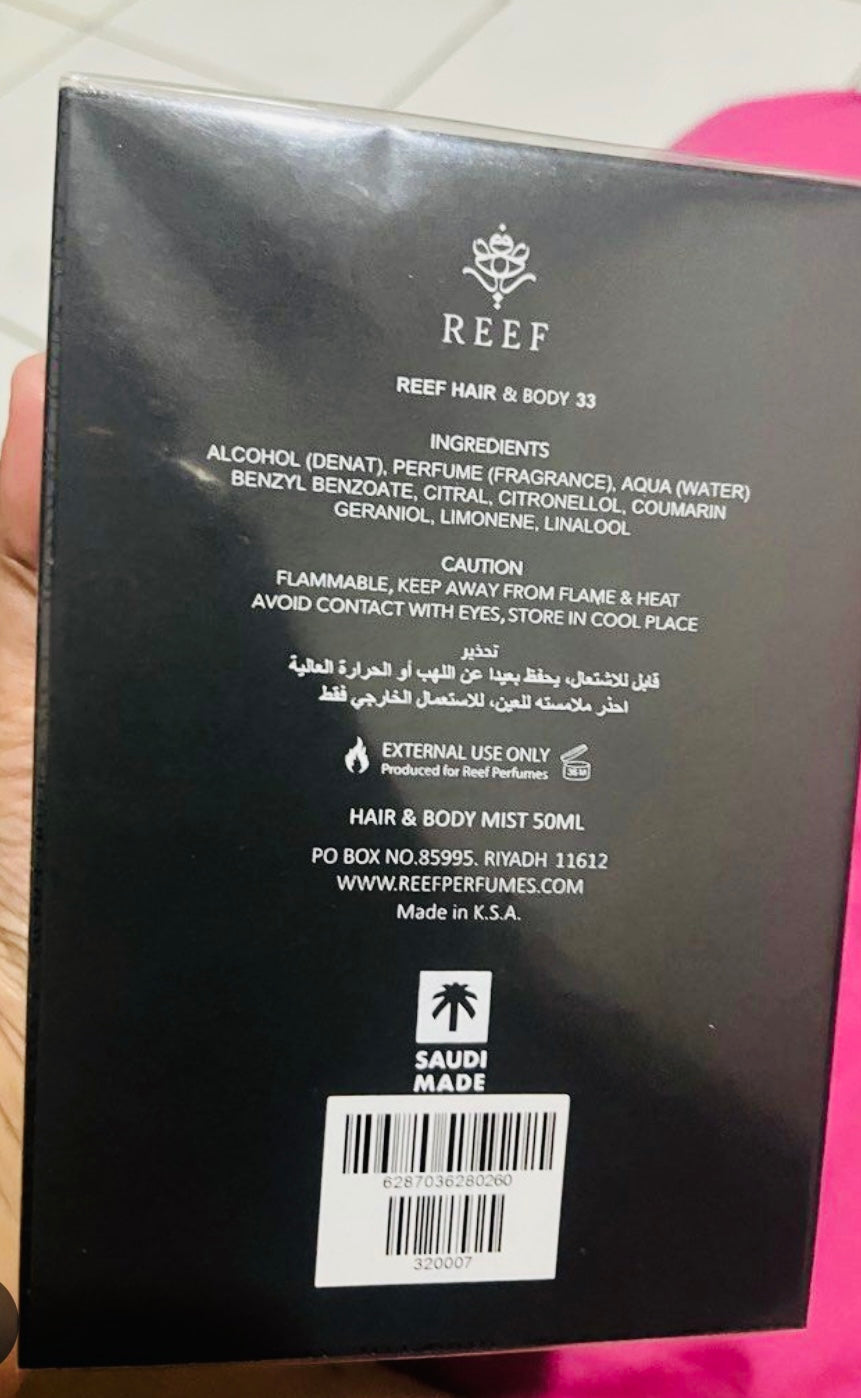 REEF
REEF HAIR & BODY 33
INGREDIENTS
ALCOHOL (DENAT), PERFUME (FRAGRANCE), AQUA (WATER)
BENZYL BENZOATE, CITRAL, CITRONELLOL, COUMARIN
GERANIOL, LIMONENE, LINALOOL
CAUTION
FLAMMABLE, KEEP AWAY FROM FLAME & HEAT
AVOID CONTACT WITH EYES, STORE IN COOL PLACE
تحذير
قابل للاشتعال، يحفظ بعيدا عن اللهب أو الحرارة العالية
احذر ملامسته للعين، للاستعمال الخارجي فقط
EXTERNAL USE ONLY
Produced for Reef Perfumes
36 M
HAIR & BODY MIST 50ML
PO BOX NO.85995. RIYADH 11612
WWW.REEFPERFUMES.COM
Made in K.S.A.
SAUDI
MADE
6287036280260
320007